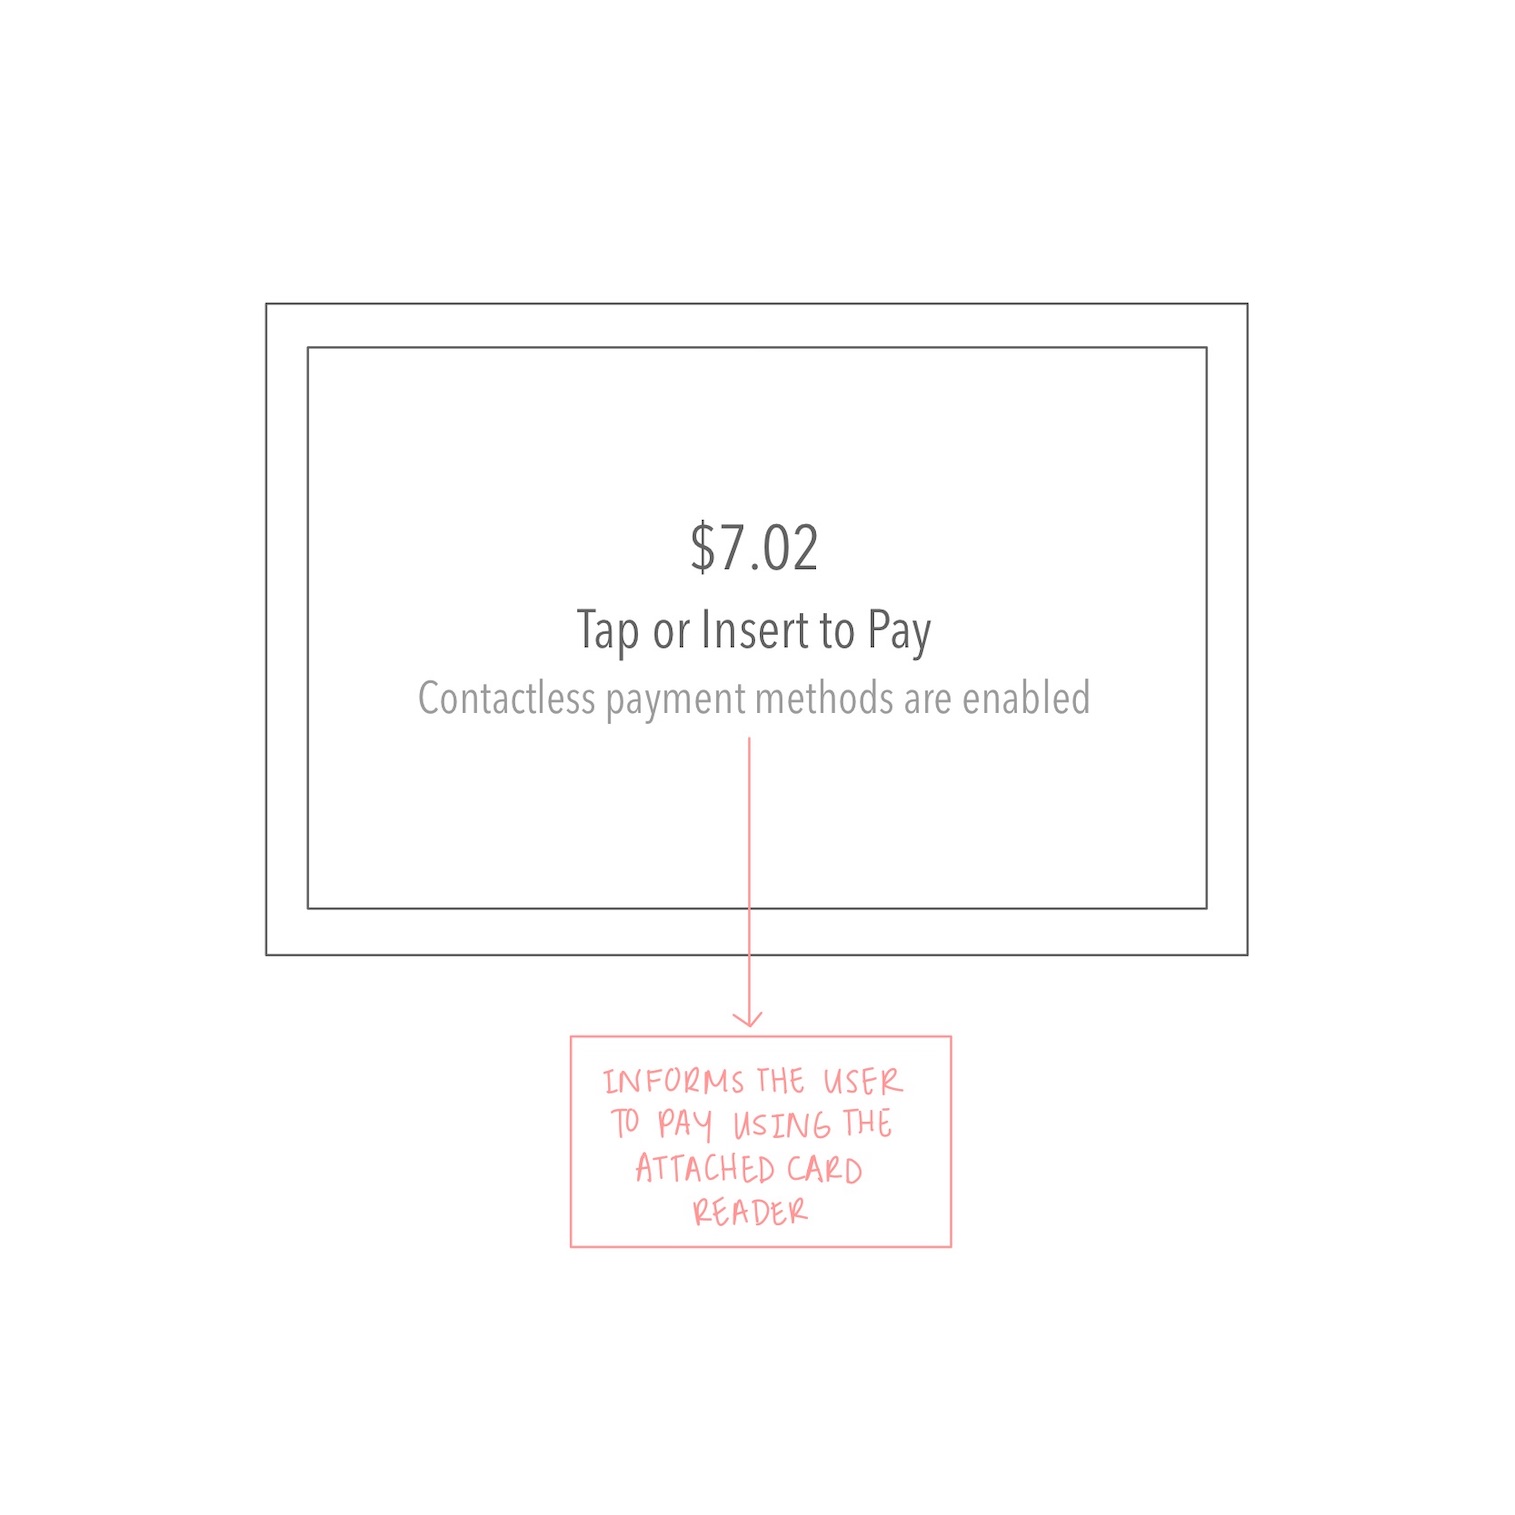 $7.02
Tap or Insert to Pay
Contactless payment methods are enabled
INFORMS THE USER
TO PAY USING THE
ATTACHED CARD
READER